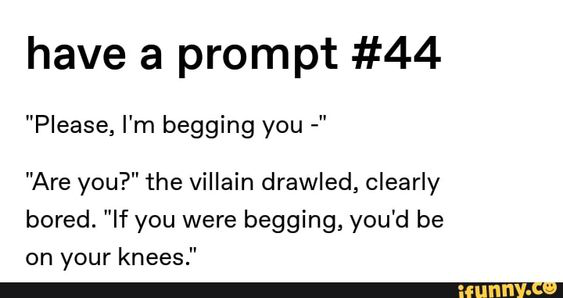 have a prompt #44
"Please, I'm begging you -"
"Are you?" the villain drawled, clearly
bored. "If you were begging, you'd be
on your knees."
ifunny.co